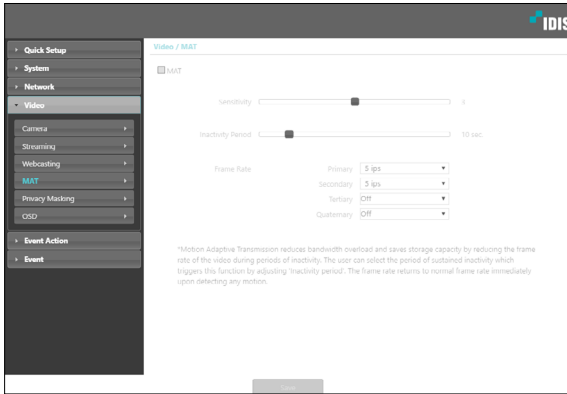 IDIS
Quick Setup
System
Network
Video
Camera
Streaming
Webcasting
MAT
Privacy Masking
OSD
Event Action
Event
Video / MAT
MAT
Sensitivity
Inactivity Period 10 sec.
Frame Rate Primary 5 ips
Secondary 3 ips
Tertiary Off
Quaternary Off
*Motion Adaptive Transmission reduces bandwidth overload and saves storage capacity by reducing the frame
rate of the video during periods of inactivity. The user can select the period of sustained inactivity which
triggers this function by adjusting 'Inactivity period'. The frame rate returns to normal frame rate immediately
upon detecting any motion.
Save